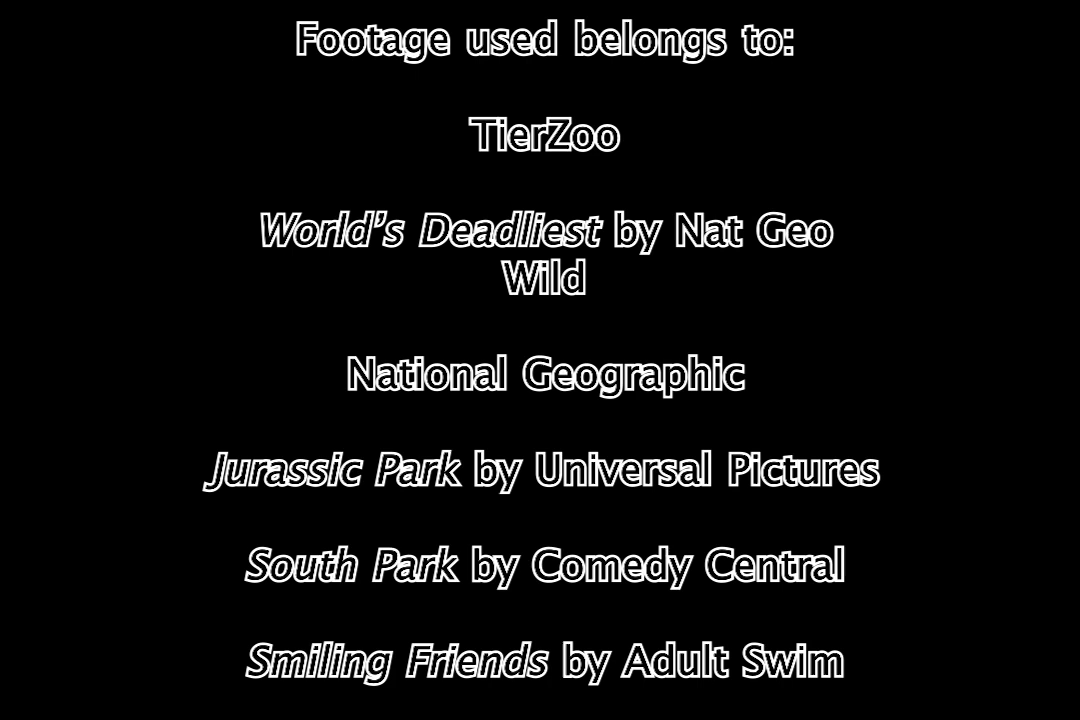 Footage used belongs to:
TierZoo
World’s Deadliest by Nat Geo
Wild
National Geographic
Jurassic Park by Universal Pictures
South Park by Comedy Central
Smiling Friends by Adult Swim